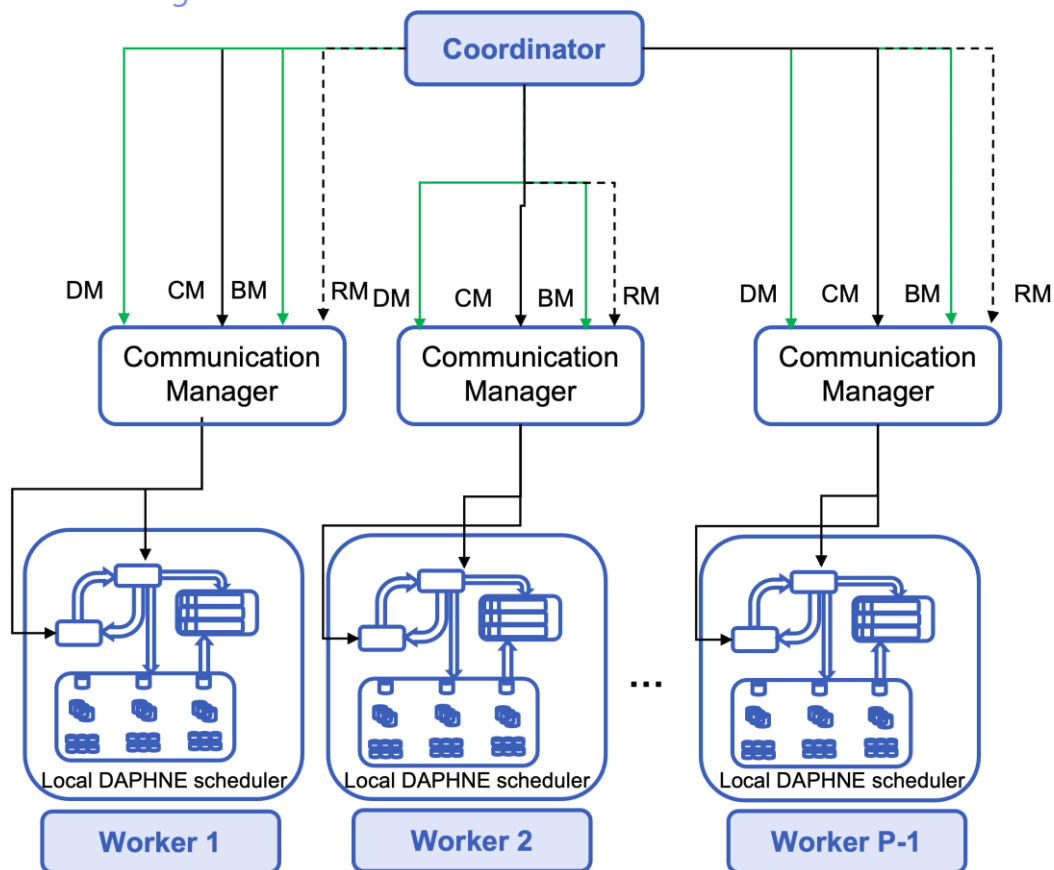 Coordinator
DM CM BM RM
DM CM BM RM
DM CM BM RM
Communication
Manager
Communication
Manager
Communication
Manager
...
Local DAPHNE scheduler
Local DAPHNE scheduler
Local DAPHNE scheduler
Worker 1
Worker 2
Worker P-1